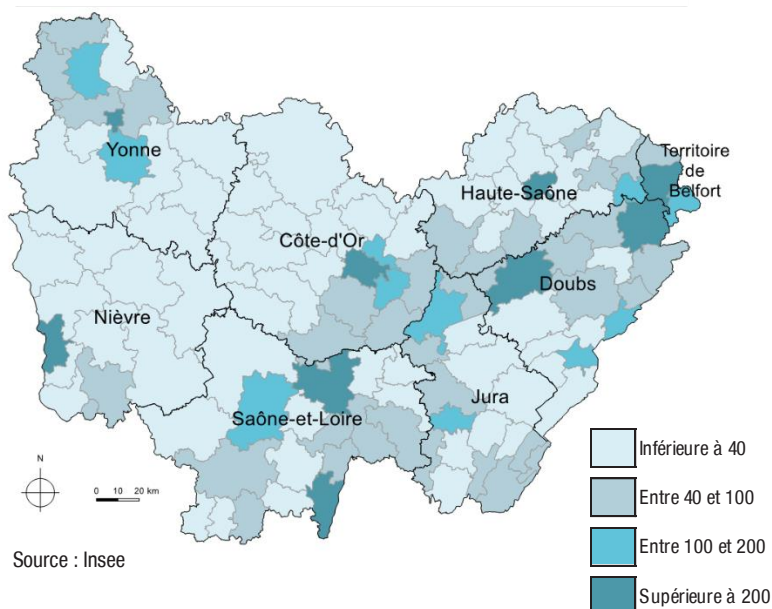 Yonne
Territoire
de
Belfort
Haute-Saône
Côte-d'Or
Doubs
Nièvre
Jura
Saône-et-Loire
Inférieure à 40
N
0 10 20 km
Entre 40 et 100
Entre 100 et 200
Source : Insee
Supérieure à 200